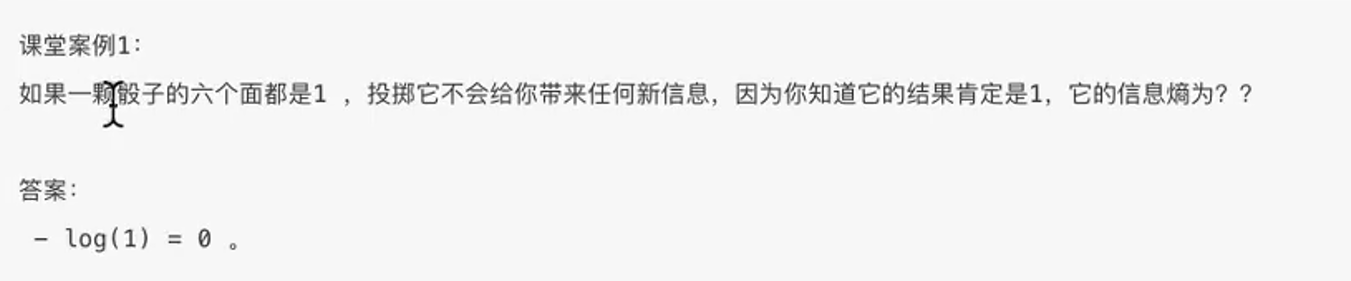 课堂案例1：
如果一颗骰子的六个面都是1 ，投掷它不会给你带来任何新信息，因为你知道它的结果肯定是1，它的信息熵为？？
答案：
− log(1) = 0 。